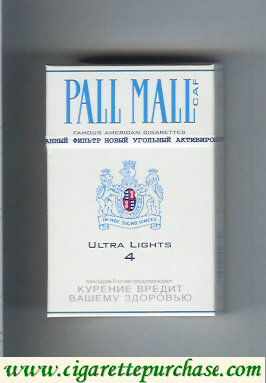 PALL MALL
CAF
FAMOUS AMERICAN CIGARETTES
АННЫЙ ФИЛЬТР НОВЫЙ УГОЛЬНЫЙ АКТИВИРОВ
IN HOC SIGNO VINCES
ULTRA LIGHTS
4
Минздрав России предупреждает:
КУРЕНИЕ ВРЕДИТ
ВАШЕМУ ЗДОРОВЬЮ
www.cigarettepurchase.com